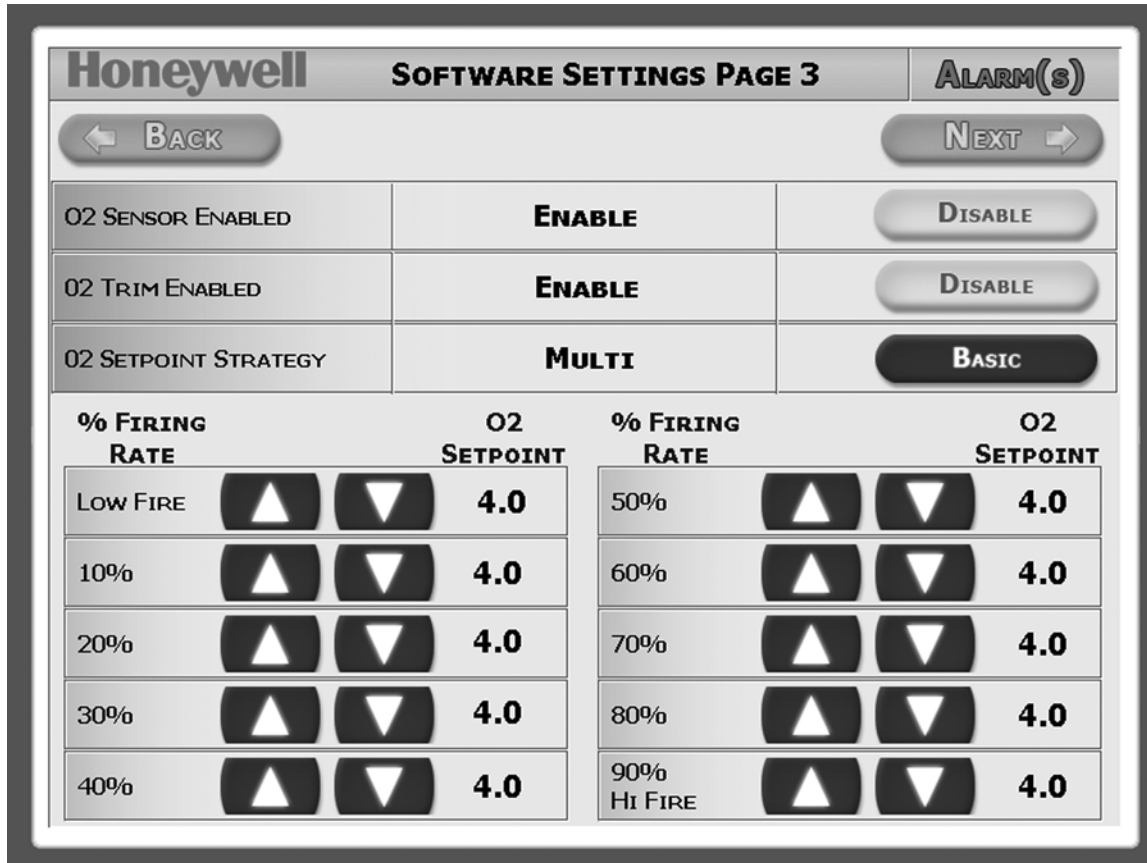 Honeywell SOFTWARE SETTINGS PAGE 3 ALARM(S)
BACK NEXT
O2 SENSOR ENABLED ENABLE DISABLE
02 TRIM ENABLED ENABLE DISABLE
02 SETPOINT STRATEGY MULTI BASIC
% FIRING RATE O2 SETPOINT % FIRING RATE O2 SETPOINT
LOW FIRE 4.0 50% 4.0
10% 4.0 60% 4.0
20% 4.0 70% 4.0
30% 4.0 80% 4.0
40% 4.0 90% HI FIRE 4.0